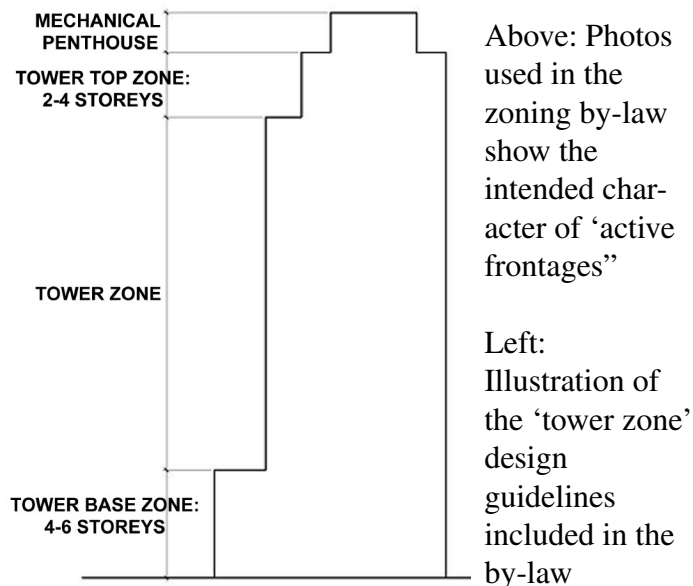 MECHANICAL
PENTHOUSE
TOWER TOP ZONE:
2-4 STOREYS
TOWER ZONE
TOWER BASE ZONE:
4-6 STOREYS
Above: Photos
used in the
zoning by-law
show the
intended char-
acter of ‘active
frontages”
Left:
Illustration of
the ‘tower zone’
design
guidelines
included in the
by-law